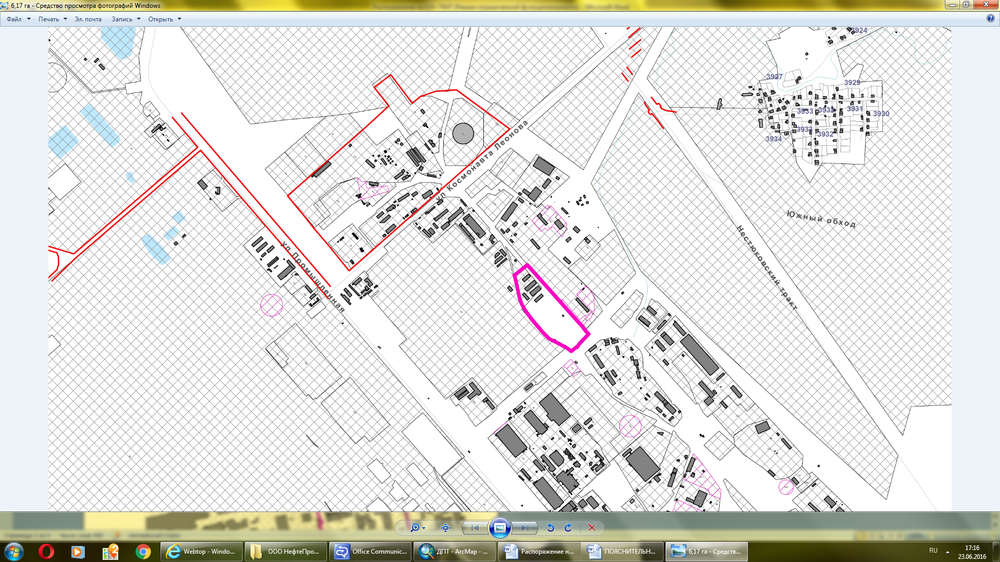 6,17 га - Средство просмотра фотографий Windows
Файл Печать Эл. почта Запись Открыть
3924
3927
3929
3933 3932 3931 3930
3933
3932
3934
ул Космонавта Леонова
Южный обход
Нестюковский тракт
ул Промышленная
Webtop - Windo...
ООО НефтеПро...
Office Communic...
ДПТ - ArcMap - ...
Распоряжение н...
ПОЯСНИТЕЛЬН...
6,17 га - Средств...
RU
17:16
23.06.2016